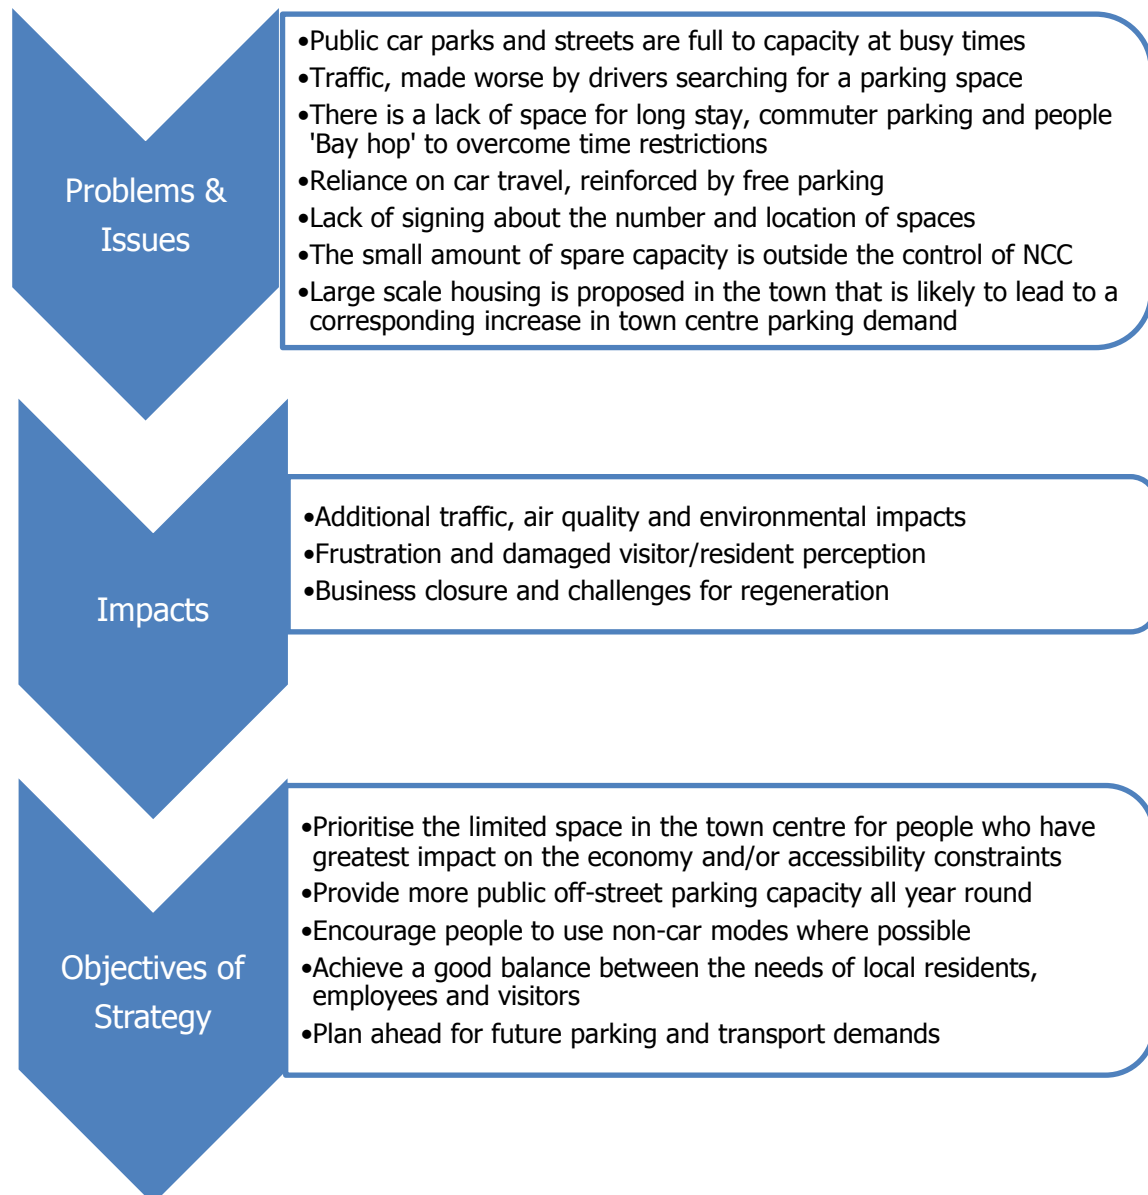 Problems &
Issues
•Public car parks and streets are full to capacity at busy times
•Traffic, made worse by drivers searching for a parking space
•There is a lack of space for long stay, commuter parking and people
'Bay hop' to overcome time restrictions
•Reliance on car travel, reinforced by free parking
•Lack of signing about the number and location of spaces
•The small amount of spare capacity is outside the control of NCC
•Large scale housing is proposed in the town that is likely to lead to a
corresponding increase in town centre parking demand
Impacts
•Additional traffic, air quality and environmental impacts
•Frustration and damaged visitor/resident perception
•Business closure and challenges for regeneration
Objectives of
Strategy
•Prioritise the limited space in the town centre for people who have
greatest impact on the economy and/or accessibility constraints
•Provide more public off-street parking capacity all year round
•Encourage people to use non-car modes where possible
•Achieve a good balance between the needs of local residents,
employees and visitors
•Plan ahead for future parking and transport demands